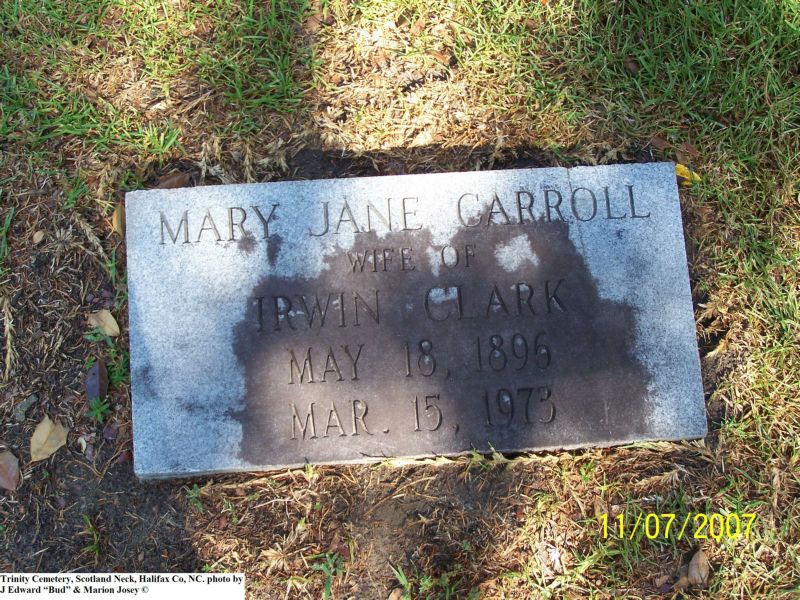 MARY JANE CARROLL
WIFE OF
IRWIN CLARK
MAY 18, 1896
MAR. 15, 1973
11/07/2007
Trinity Cemetery, Scotland Neck, Halifax Co, NC. photo by
J Edward “Bud” & Marion Josey ©